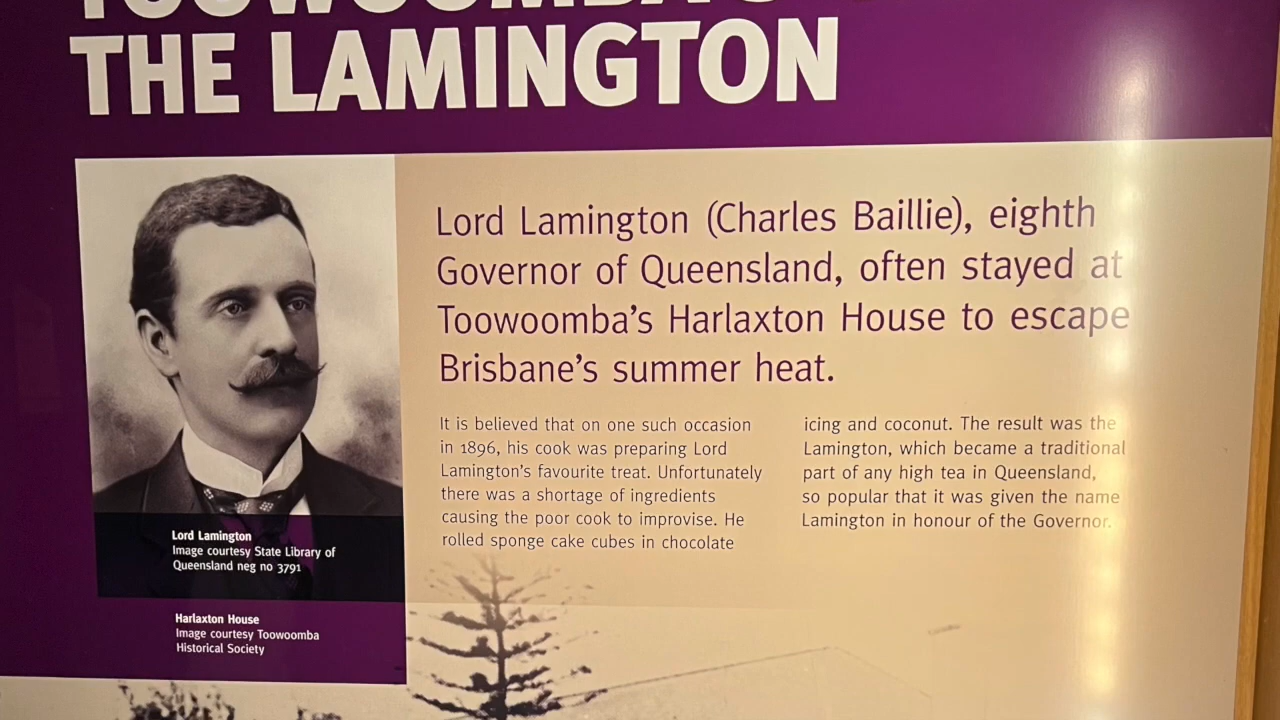 TOOWOOMBA'S
THE LAMINGTON
Lord Lamington (Charles Baillie), eighth
Governor of Queensland, often stayed at
Toowoomba’s Harlaxton House to escape
Brisbane’s summer heat.
It is believed that on one such occasion
in 1896, his cook was preparing Lord
Lamington’s favourite treat. Unfortunately
there was a shortage of ingredients
causing the poor cook to improvise. He
rolled sponge cake cubes in chocolate
icing and coconut. The result was the
Lamington, which became a traditional
part of any high tea in Queensland,
so popular that it was given the name
Lamington in honour of the Governor.
Lord Lamington
Image courtesy State Library of
Queensland neg no 3791
Harlaxton House
Image courtesy Toowoomba
Historical Society